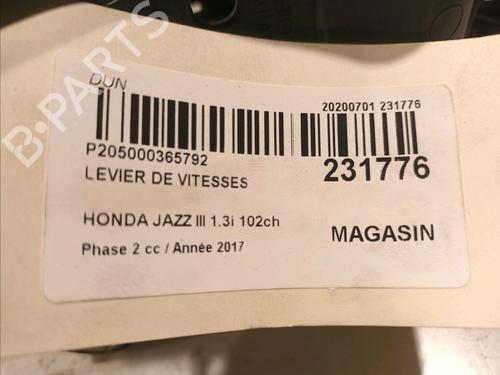 DUN
20200701 231776
P205000365792
231776
LEVIER DE VITESSES
HONDA JAZZ III 1.3i 102ch
MAGASIN
Phase 2 cc / Année 2017
B-PARTS